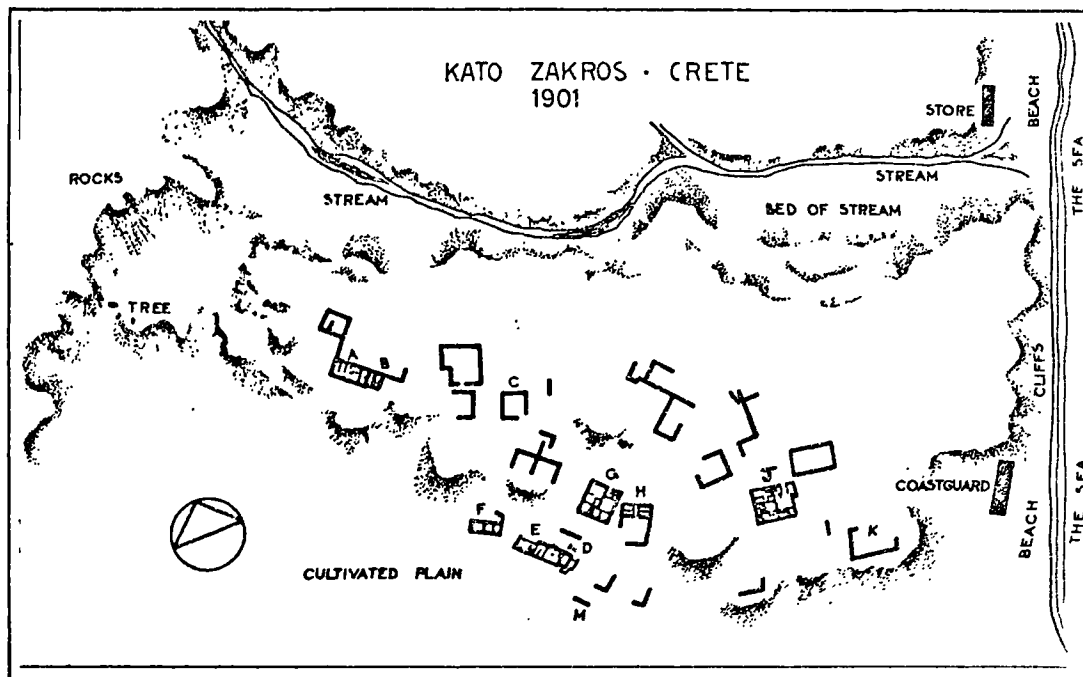 KATO ZAKROS · CRETE
1901
STORE
BEACH
THE SEA
ROCKS
STREAM
STREAM
BED OF STREAM
TREE
A
B
C
CLIFFS
G
H
J
COASTGUARD
F
E
D
K
BEACH
THE SEA
CULTIVATED PLAIN
M